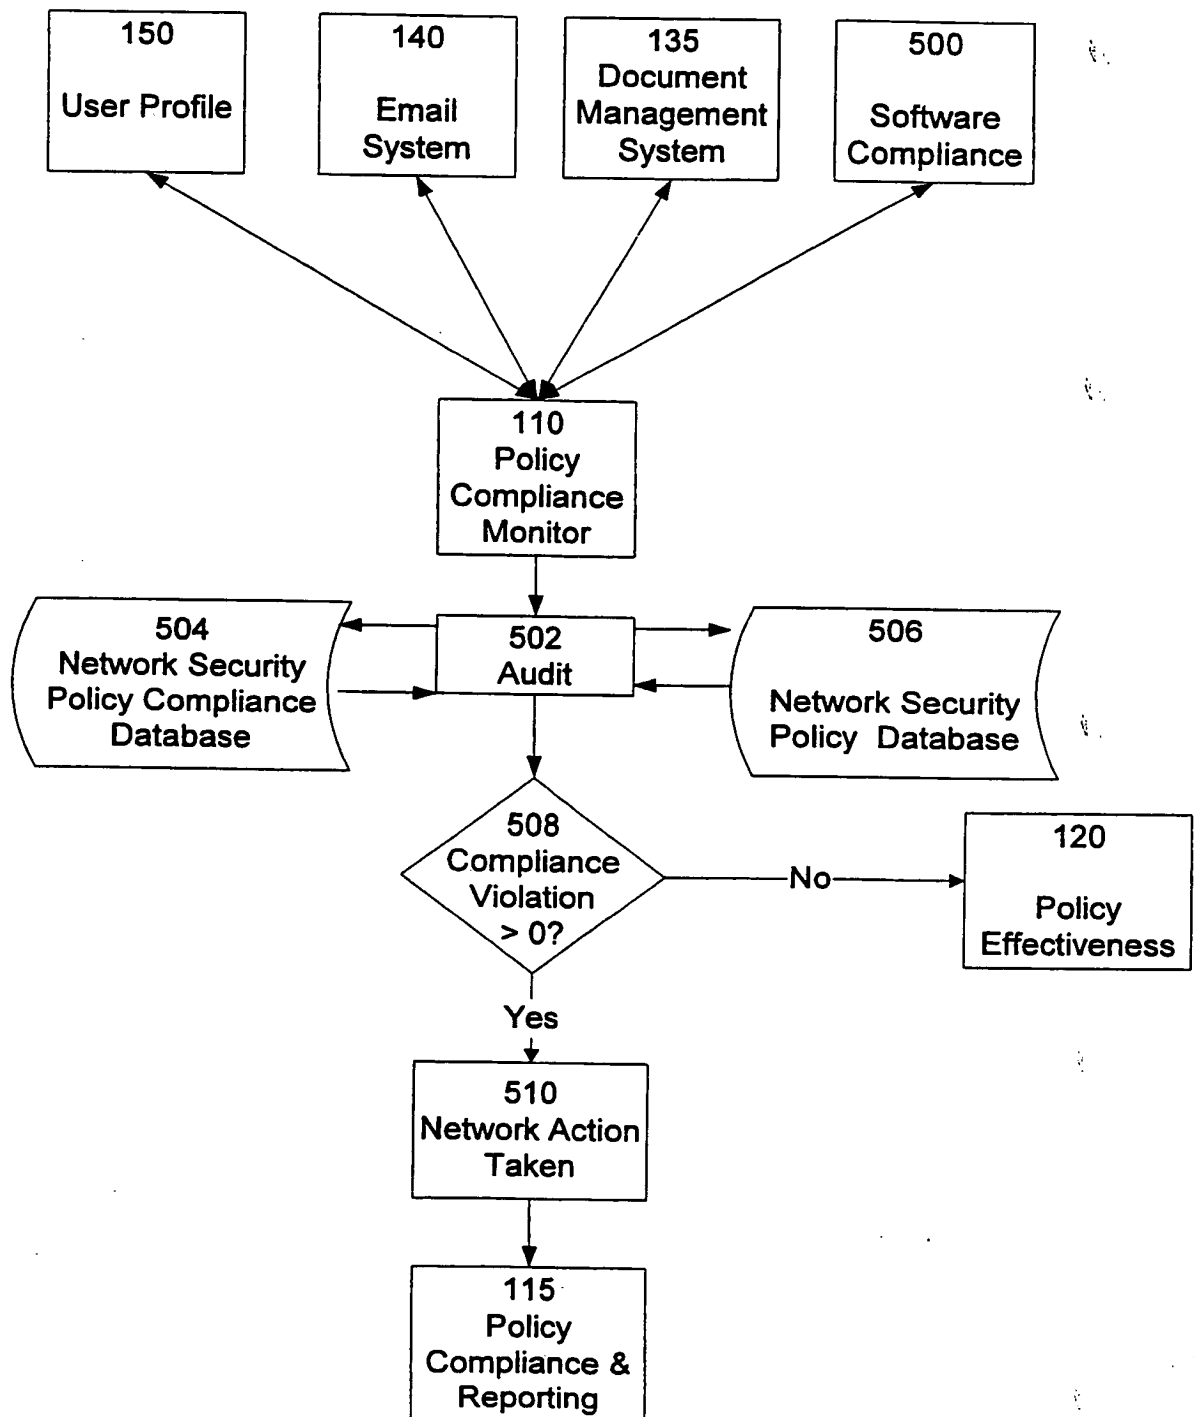 150
User Profile
140
Email
System
135
Document
Management
System
500
Software
Compliance
110
Policy
Compliance
Monitor
504
Network Security
Policy Compliance
Database
502
Audit
506
Network Security
Policy Database
508
Compliance
Violation
> 0?
No
120
Policy
Effectiveness
Yes
510
Network Action
Taken
115
Policy
Compliance &
Reporting